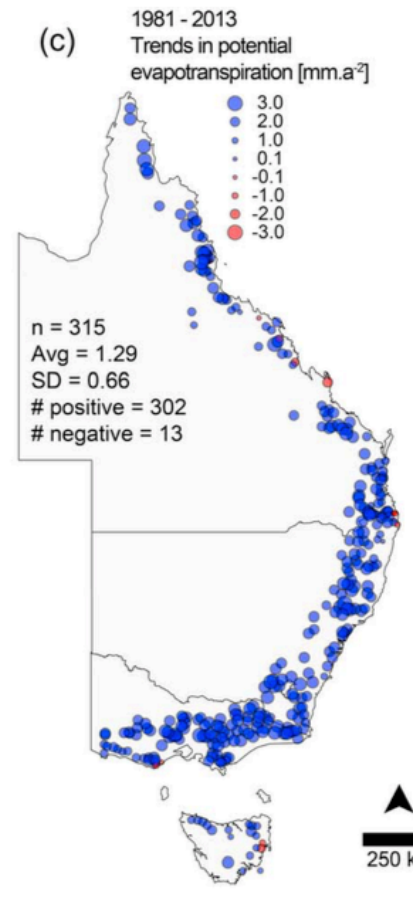 (c)
1981 - 2013
Trends in potential
evapotranspiration [mm.a⁻²]
3.0
2.0
1.0
0.1
-0.1
-1.0
-2.0
-3.0
n = 315
Avg = 1.29
SD = 0.66
# positive = 302
# negative = 13
250 k